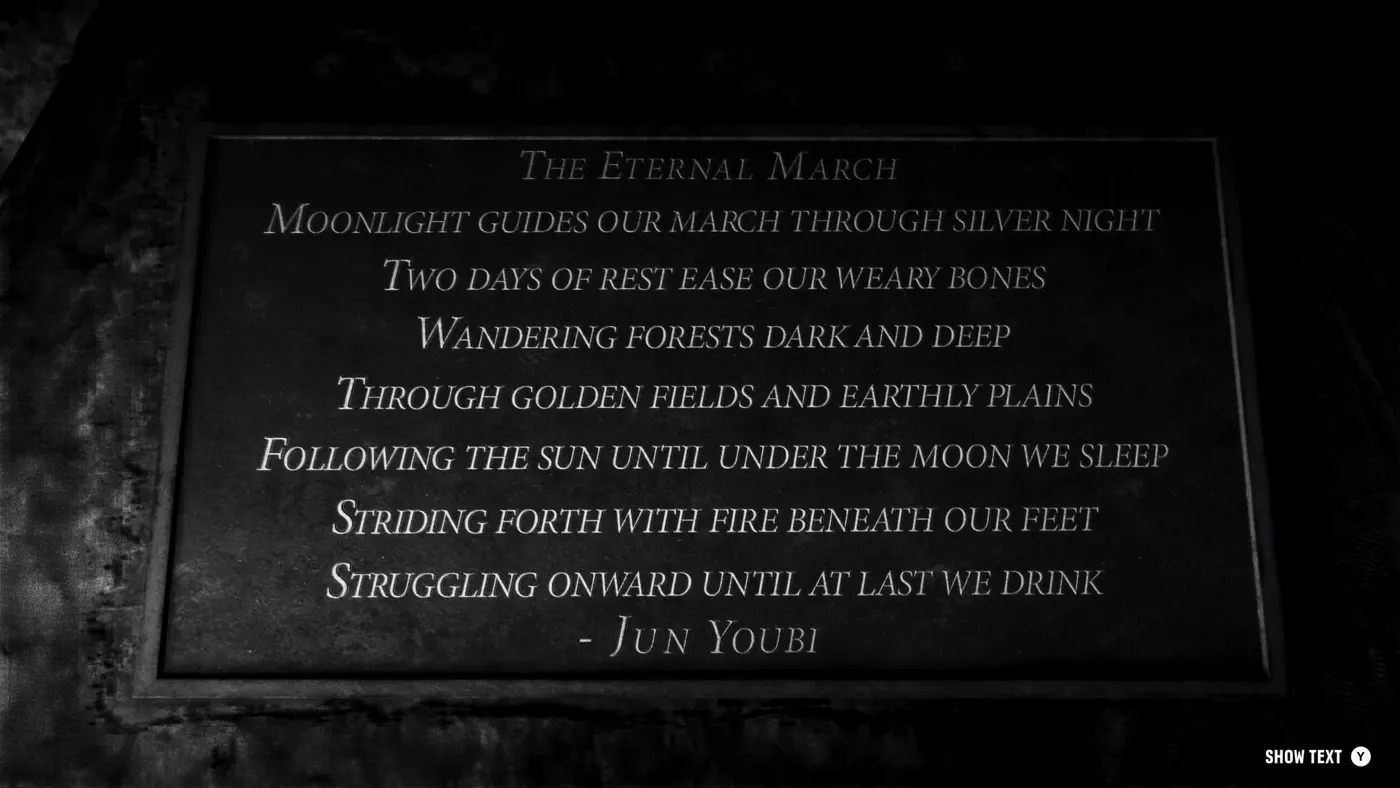 The Eternal March
Moonlight guides our march through silver night
Two days of rest ease our weary bones
Wandering forests dark and deep
Through golden fields and earthly plains
Following the sun until under the moon we sleep
Striding forth with fire beneath our feet
Struggling onward until at last we drink
- Jun Youbi
SHOW TEXT Y